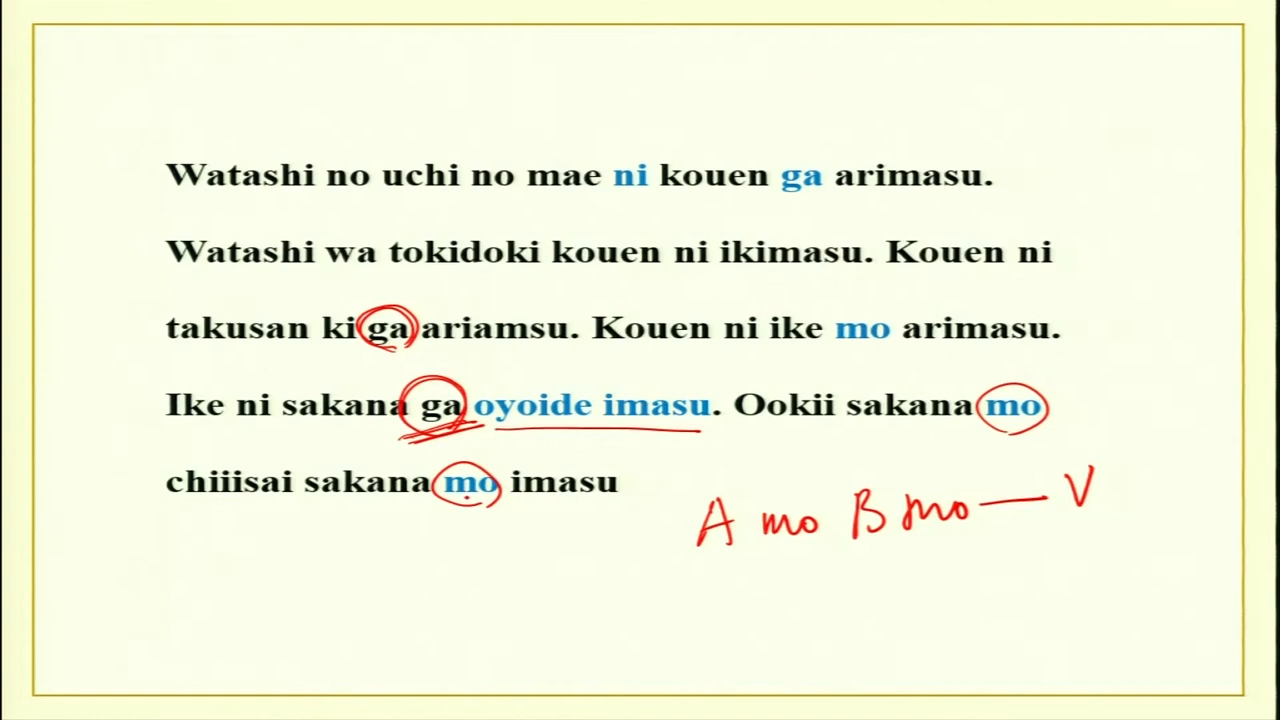 Watashi no uchi no mae ni kouen ga arimasu.
Watashi wa tokidoki kouen ni ikimasu. Kouen ni
takusan ki ga ariamsu. Kouen ni ike mo arimasu.
Ike ni sakana ga oyoide imasu. Ookii sakana mo
chiiisai sakana mo imasu
A mo B mo — V